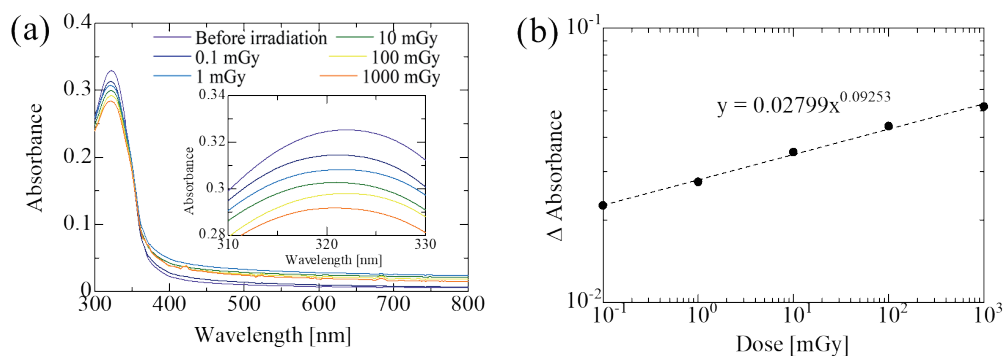 (a)
0.4
0.3
0.2
0.1
0
Absorbance
Before irradiation
0.1 mGy
1 mGy
10 mGy
100 mGy
1000 mGy
0.34
0.32
0.3
0.28
Absorbance
310
320
330
Wavelength [nm]
300
400
500
600
700
800
Wavelength [nm]
(b)
10⁻¹
10⁻²
Δ Absorbance
y = 0.02799x⁰·⁰⁹²⁵³
10⁻¹
10⁰
10¹
10²
10³
Dose [mGy]